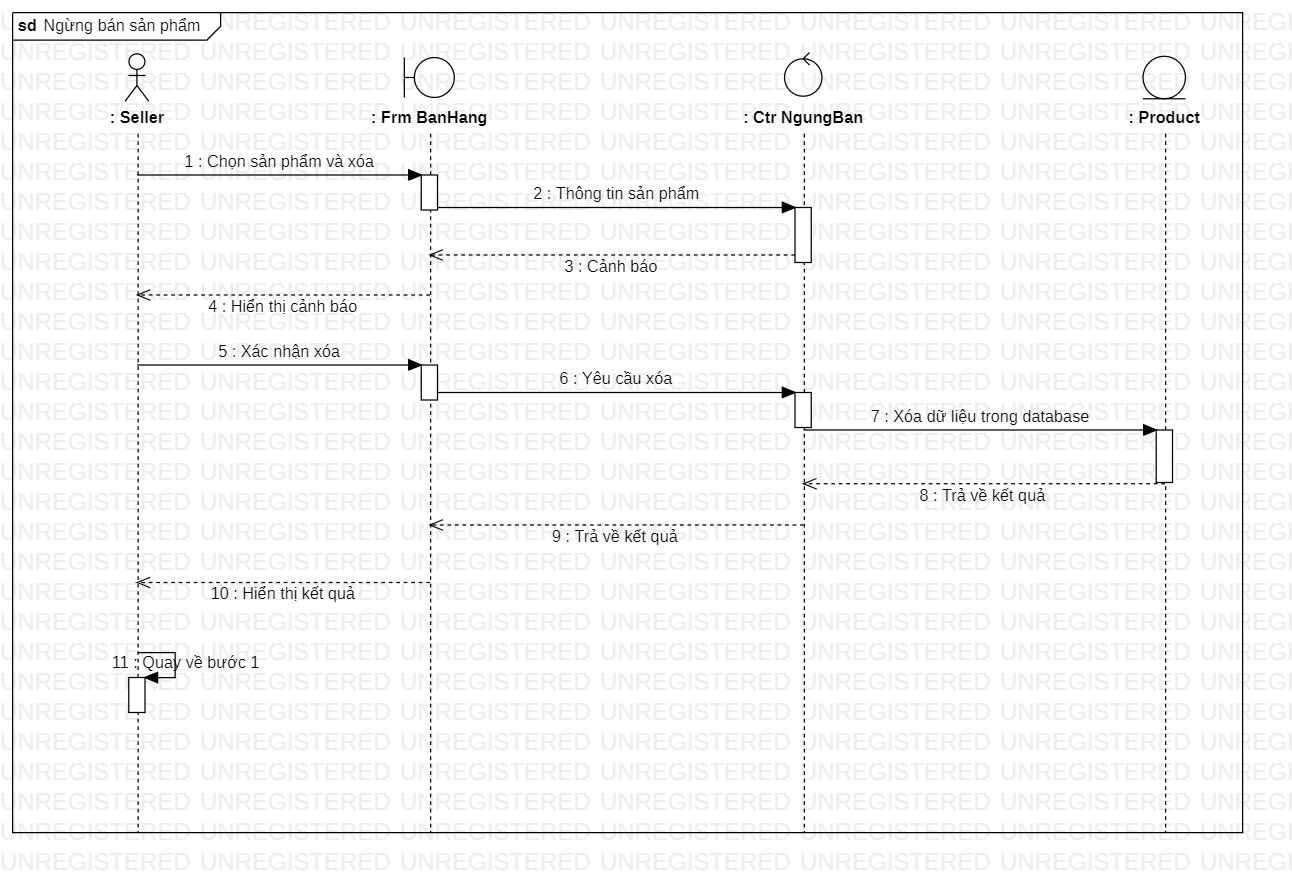 sd Ngừng bán sản phẩm
: Seller
: Frm BanHang
: Ctr NgungBan
: Product
1 : Chọn sản phẩm và xóa
2 : Thông tin sản phẩm
3 : Cảnh báo
4 : Hiển thị cảnh báo
5 : Xác nhận xóa
6 : Yêu cầu xóa
7 : Xóa dữ liệu trong database
8 : Trả về kết quả
9 : Trả về kết quả
10 : Hiển thị kết quả
11 : Quay về bước 1
UNREGISTERED